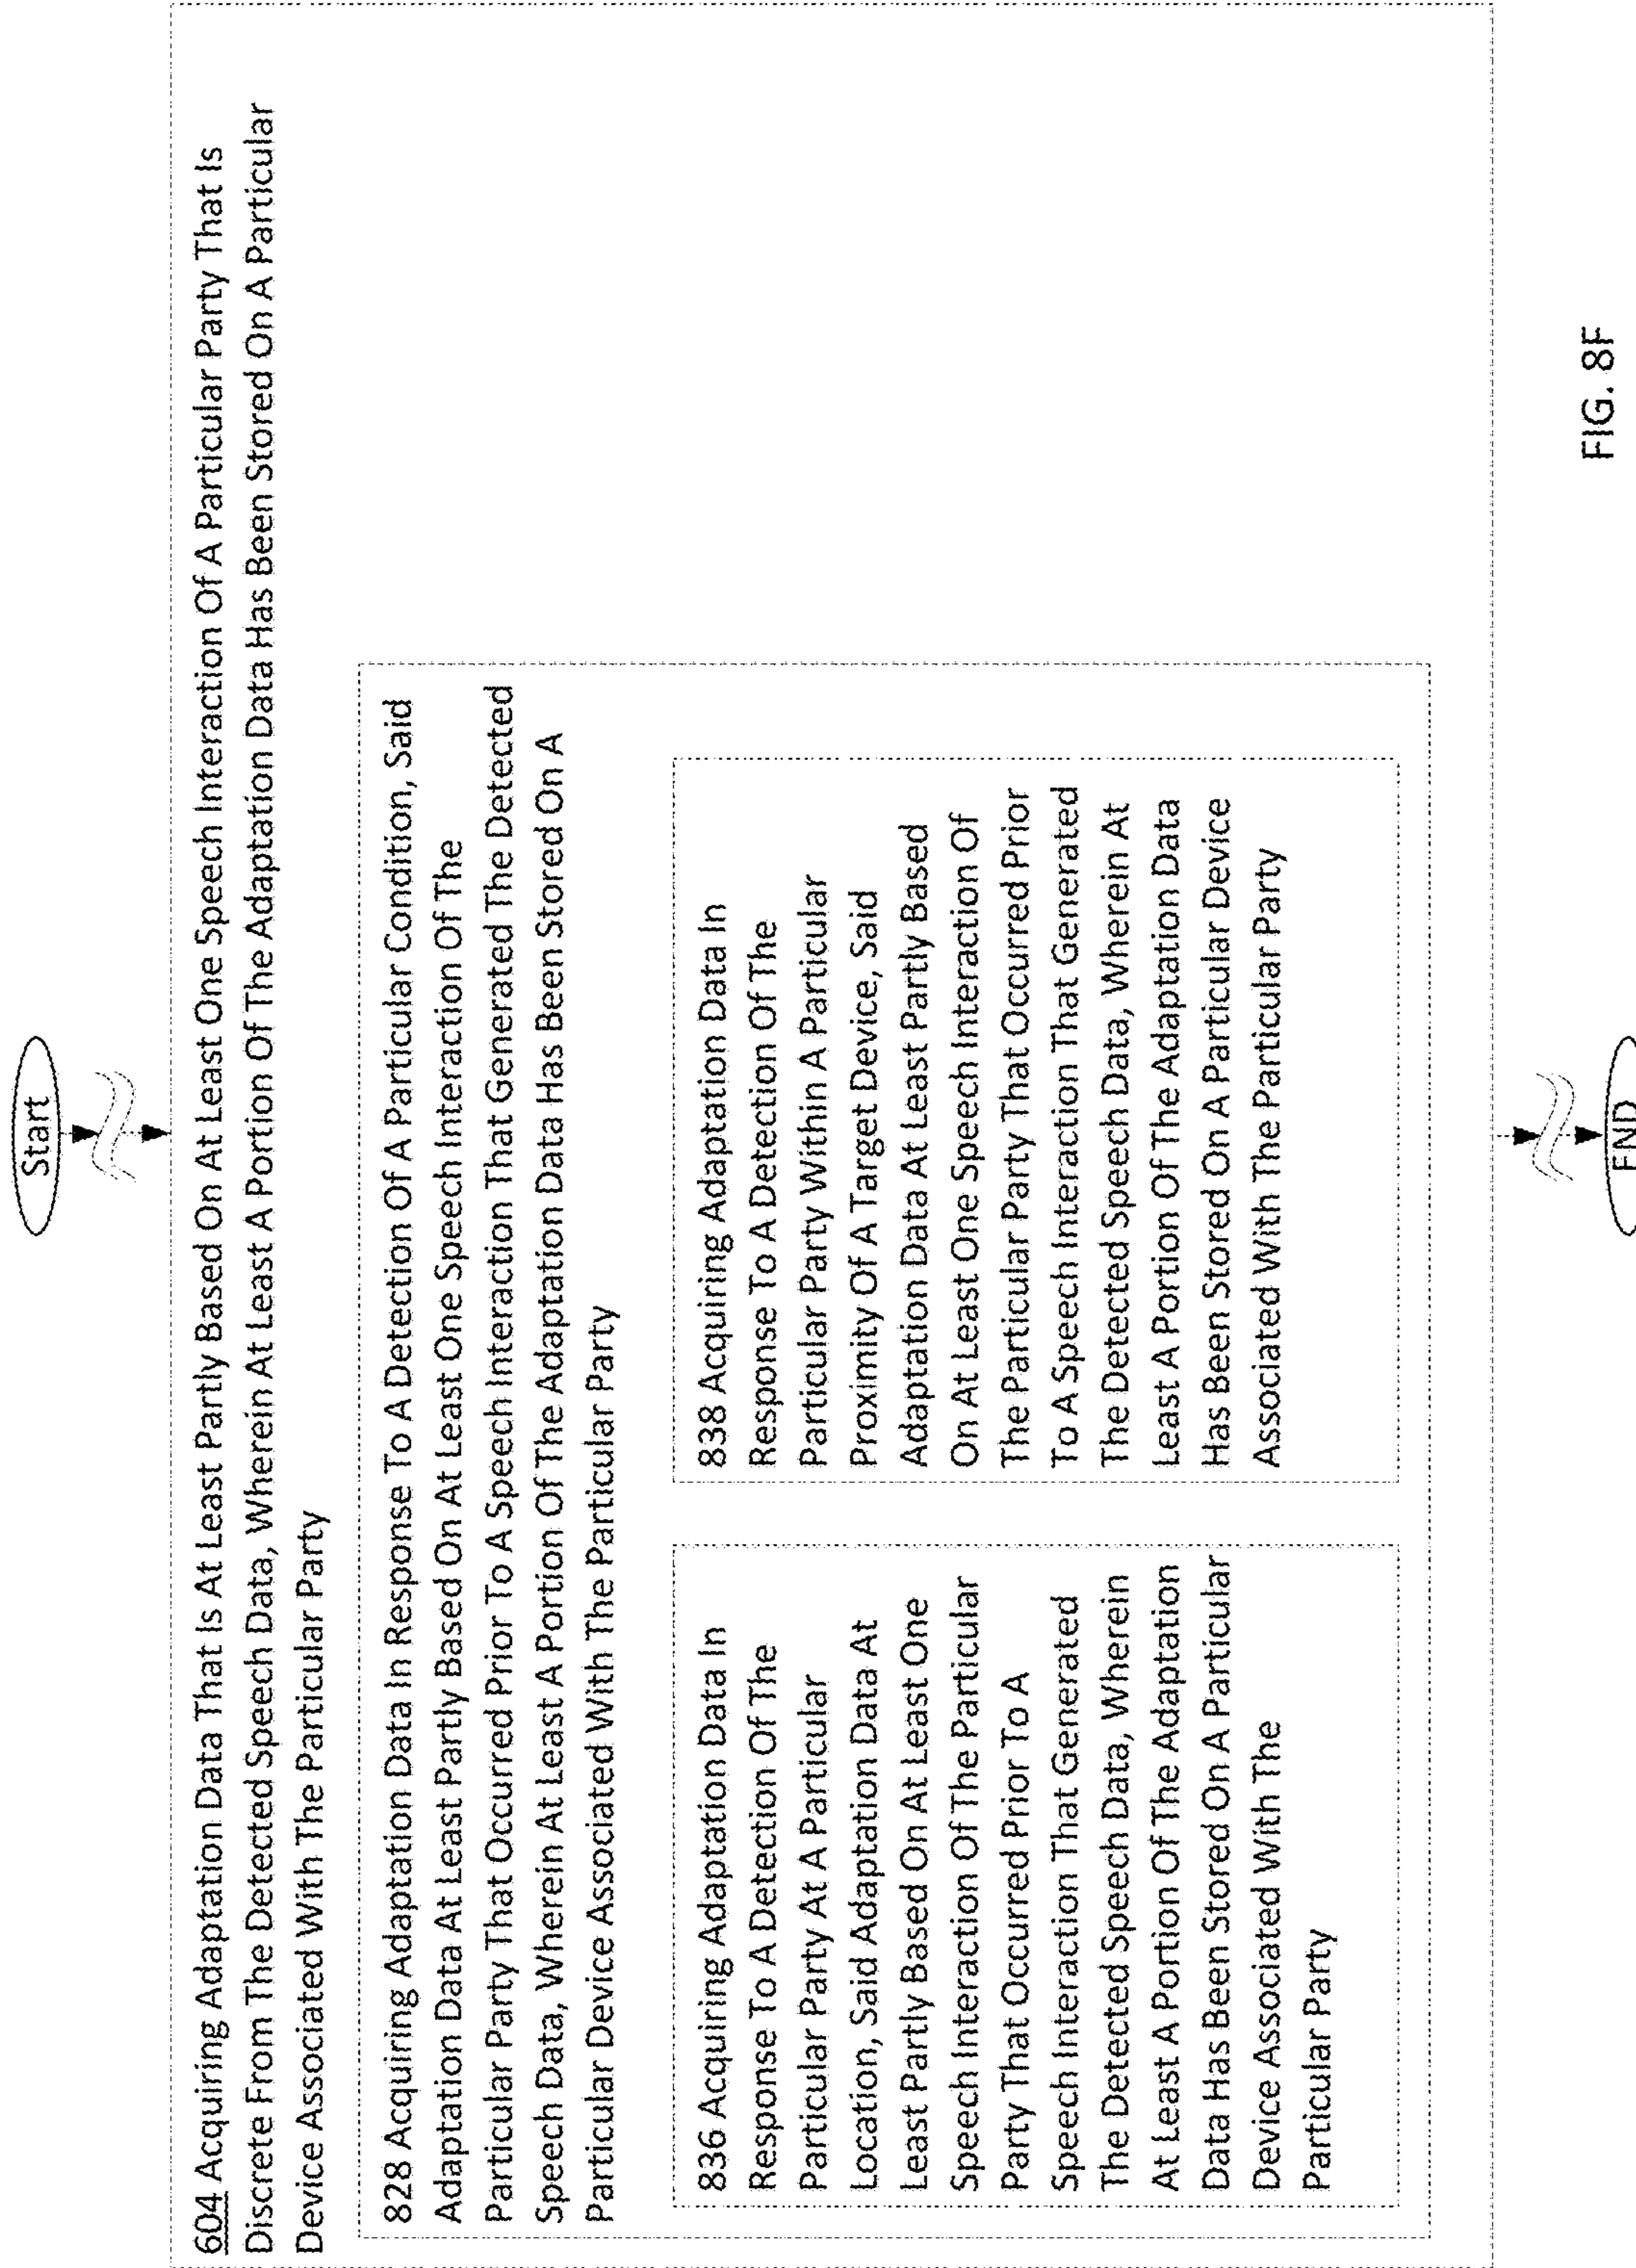 Start
604 Acquiring Adaptation Data That Is At Least Partly Based On At Least One Speech Interaction Of A Particular Party That Is
Discrete From The Detected Speech Data, Wherein At Least A Portion Of The Adaptation Data Has Been Stored On A Particular
Device Associated With The Particular Party
828 Acquiring Adaptation Data In Response To A Detection Of A Particular Condition, Said
Adaptation Data At Least Partly Based On At Least One Speech Interaction Of The
Particular Party That Occurred Prior To A Speech Interaction That Generated The Detected
Speech Data, Wherein At Least A Portion Of The Adaptation Data Has Been Stored On A
Particular Device Associated With The Particular Party
836 Acquiring Adaptation Data In
Response To A Detection Of The
Particular Party At A Particular
Location, Said Adaptation Data At
Least Partly Based On At Least One
Speech Interaction Of The Particular
Party That Occurred Prior To A
Speech Interaction That Generated
The Detected Speech Data, Wherein
At Least A Portion Of The Adaptation
Data Has Been Stored On A Particular
Device Associated With The
Particular Party
838 Acquiring Adaptation Data In
Response To A Detection Of The
Particular Party Within A Particular
Proximity Of A Target Device, Said
Adaptation Data At Least Partly Based
On At Least One Speech Interaction Of
The Particular Party That Occurred Prior
To A Speech Interaction That Generated
The Detected Speech Data, Wherein At
Least A Portion Of The Adaptation Data
Has Been Stored On A Particular Device
Associated With The Particular Party
END
FIG. 8F